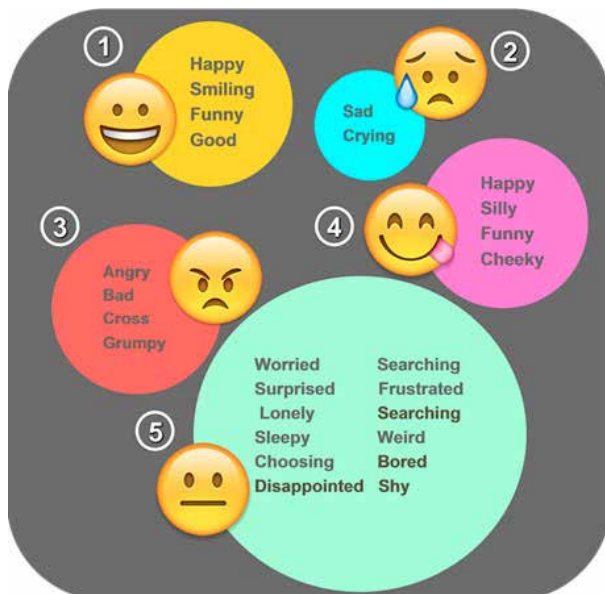 1
Happy
Smiling
Funny
Good
2
Sad
Crying
3
Angry
Bad
Cross
Grumpy
4
Happy
Silly
Funny
Cheeky
5
Worried
Surprised
Lonely
Sleepy
Choosing
Disappointed
Searching
Frustrated
Searching
Weird
Bored
Shy